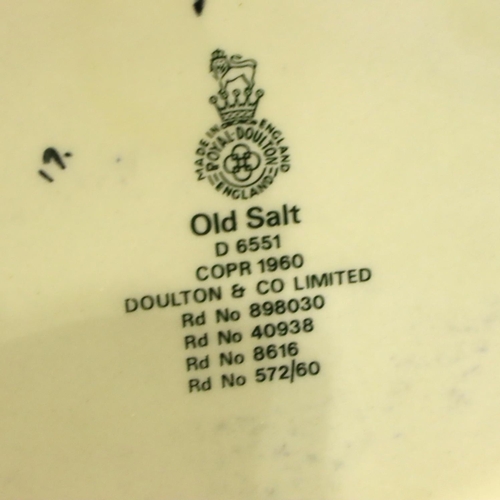 MADE IN ENGLAND
ROYAL·DOULTON
ENGLAND
19.
Old Salt
D 6551
COPR 1960
DOULTON & CO LIMITED
Rd No 898030
Rd No 40938
Rd No 8616
Rd No 572/60